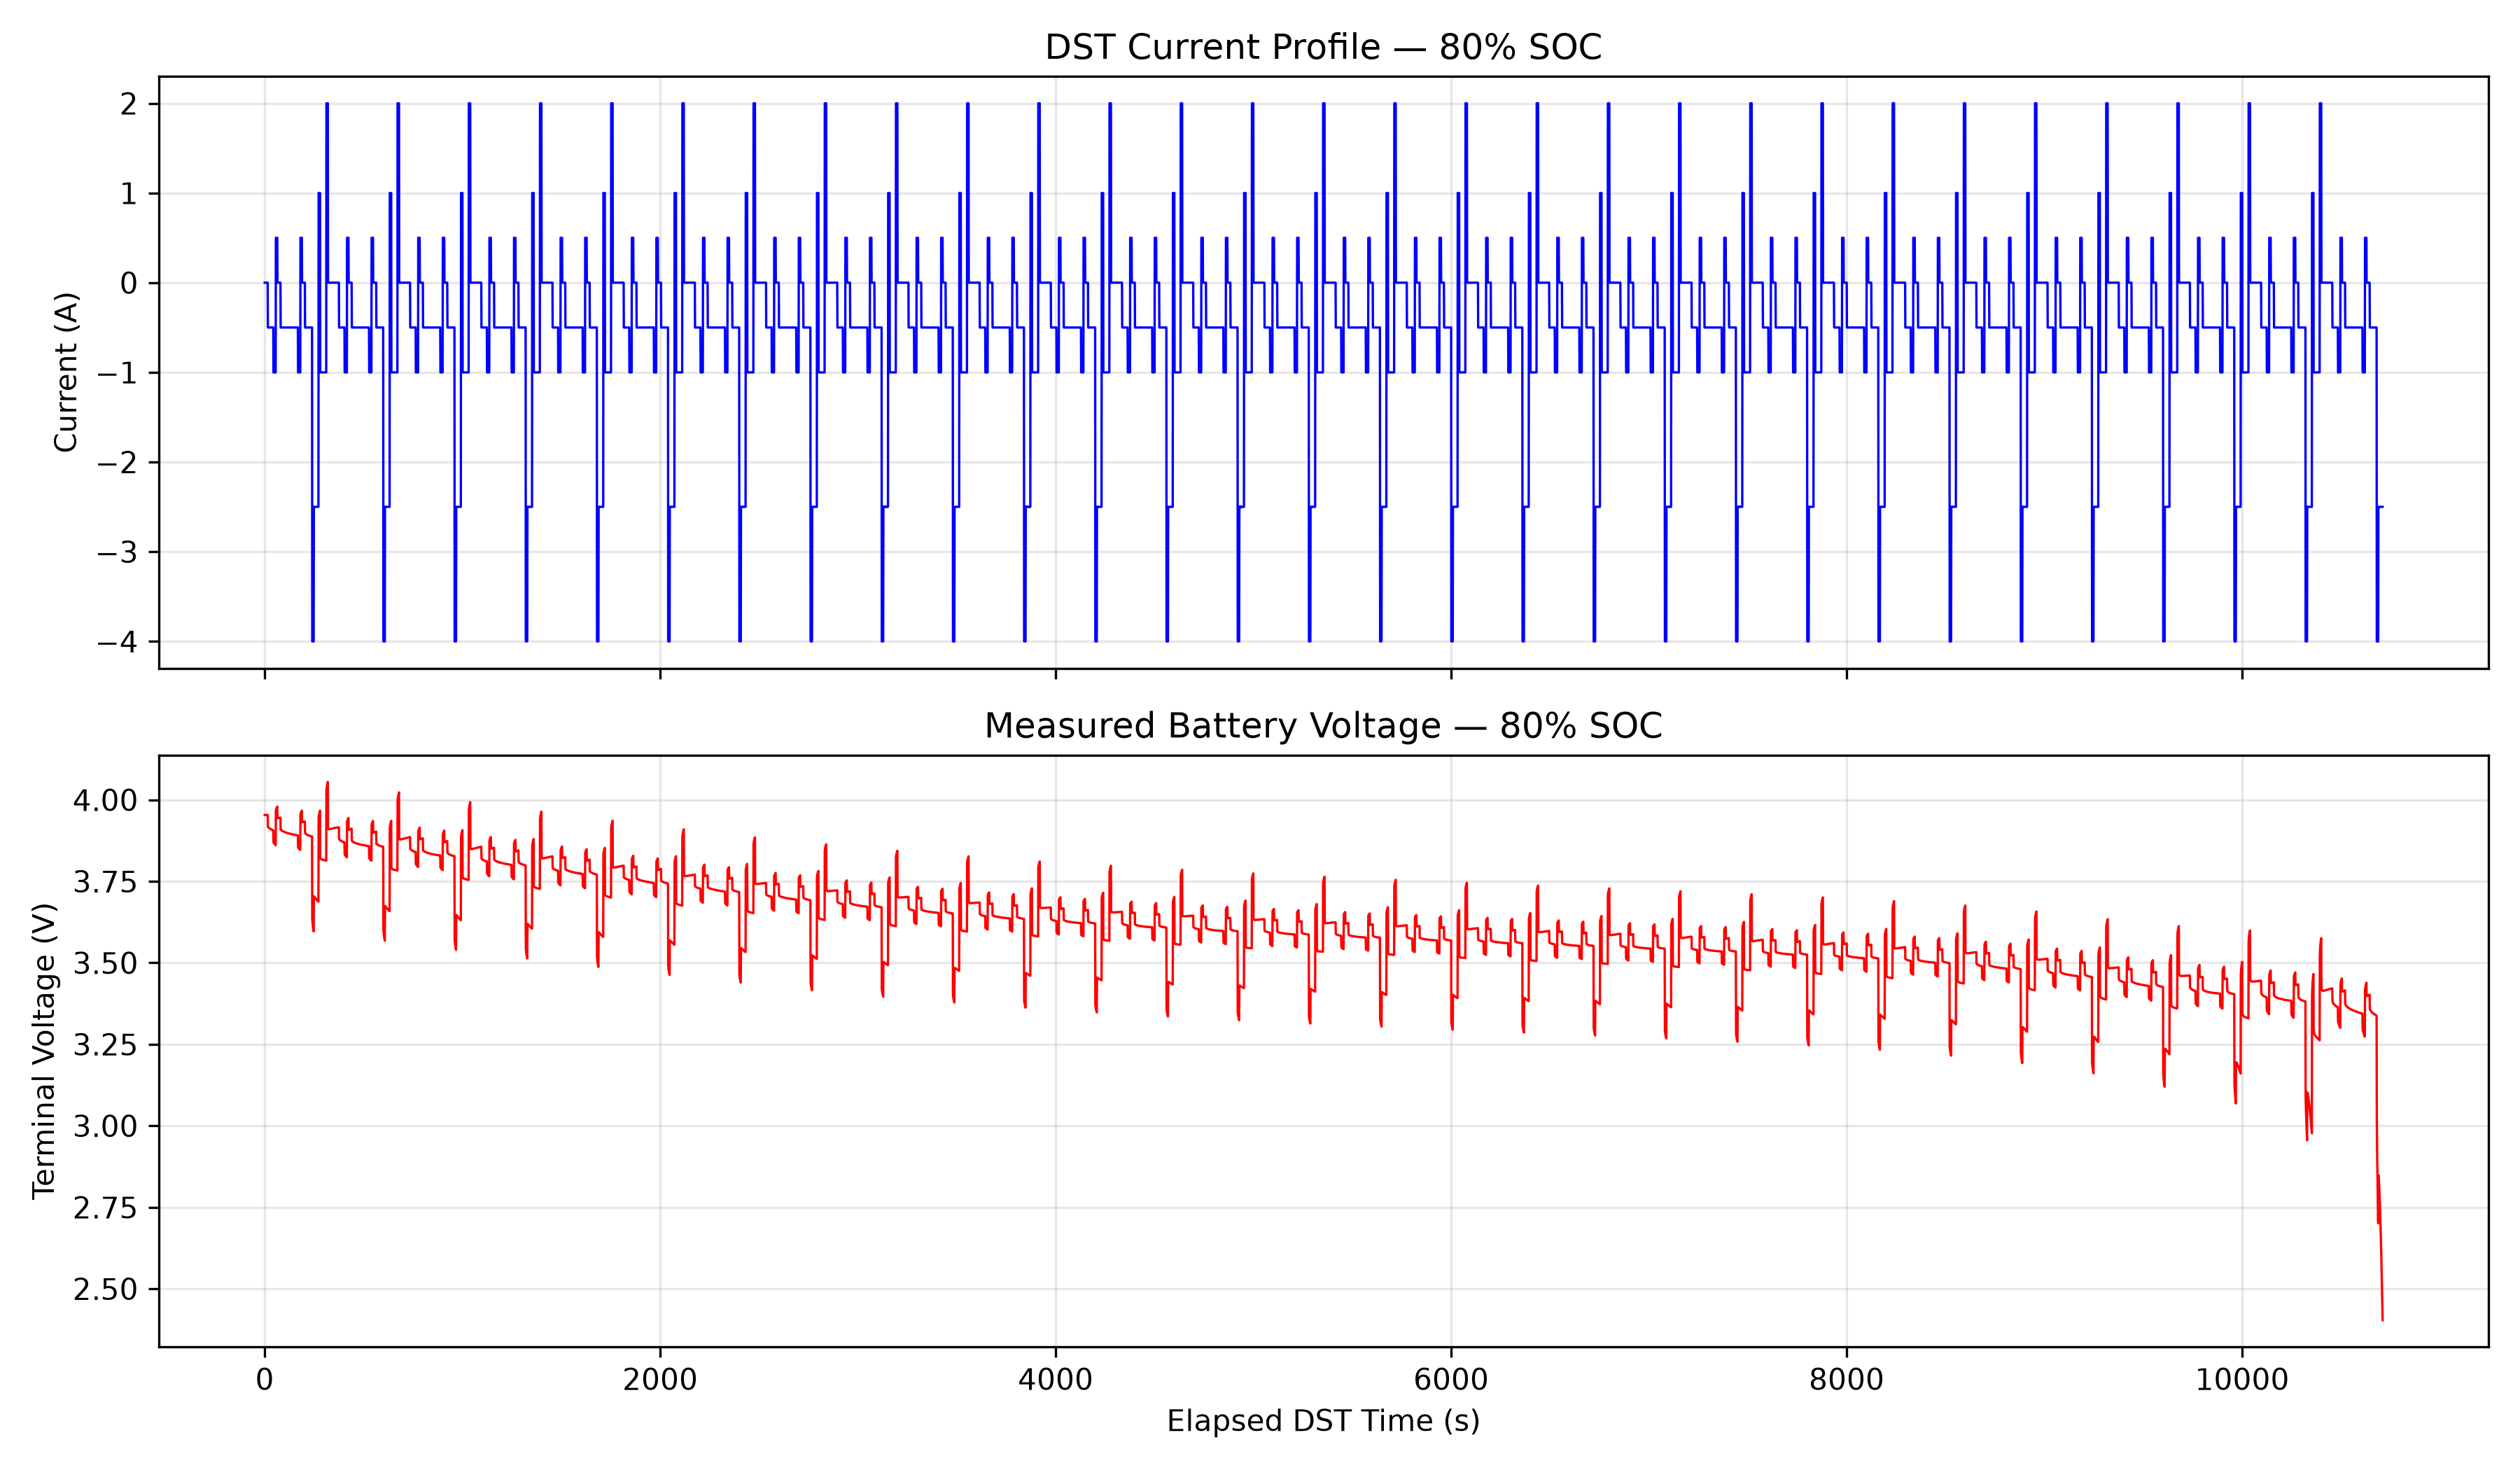 DST Current Profile — 80% SOC
Current (A)
2
1
0
−1
−2
−3
−4
Measured Battery Voltage — 80% SOC
Terminal Voltage (V)
4.00
3.75
3.50
3.25
3.00
2.75
2.50
0 2000 4000 6000 8000 10000
Elapsed DST Time (s)